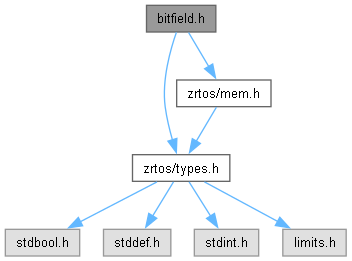 bitfield.h
zrtos/mem.h
zrtos/types.h
stdbool.h
stddef.h
stdint.h
limits.h